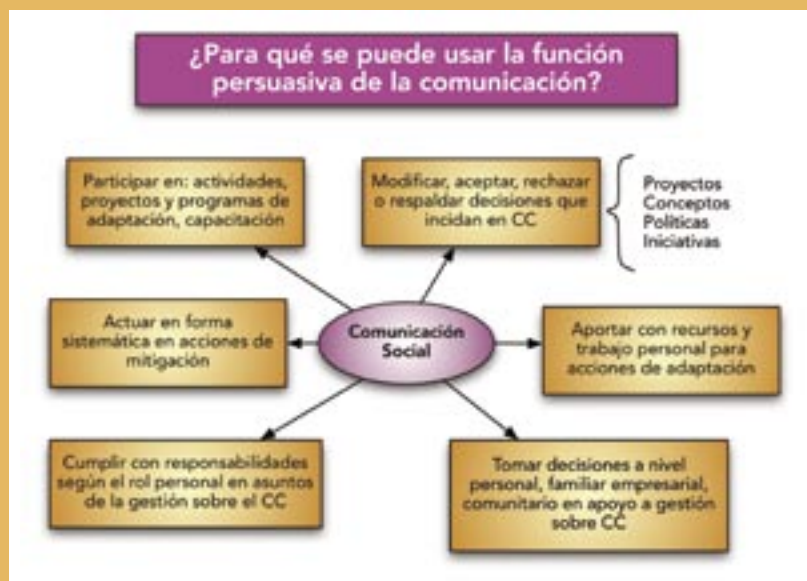 ¿Para qué se puede usar la función
persuasiva de la comunicación?
Participar en: actividades,
proyectos y programas de
adaptación, capacitación
Modificar, aceptar, rechazar
o respaldar decisiones que
incidan en CC
Proyectos
Conceptos
Políticas
Iniciativas
Actuar en forma
sistemática en acciones de
mitigación
Comunicación
Social
Aportar con recursos y
trabajo personal para
acciones de adaptación
Cumplir con responsabilidades
según el rol personal en asuntos
de la gestión sobre el CC
Tomar decisiones a nivel
personal, familiar empresarial,
comunitario en apoyo a gestión
sobre CC